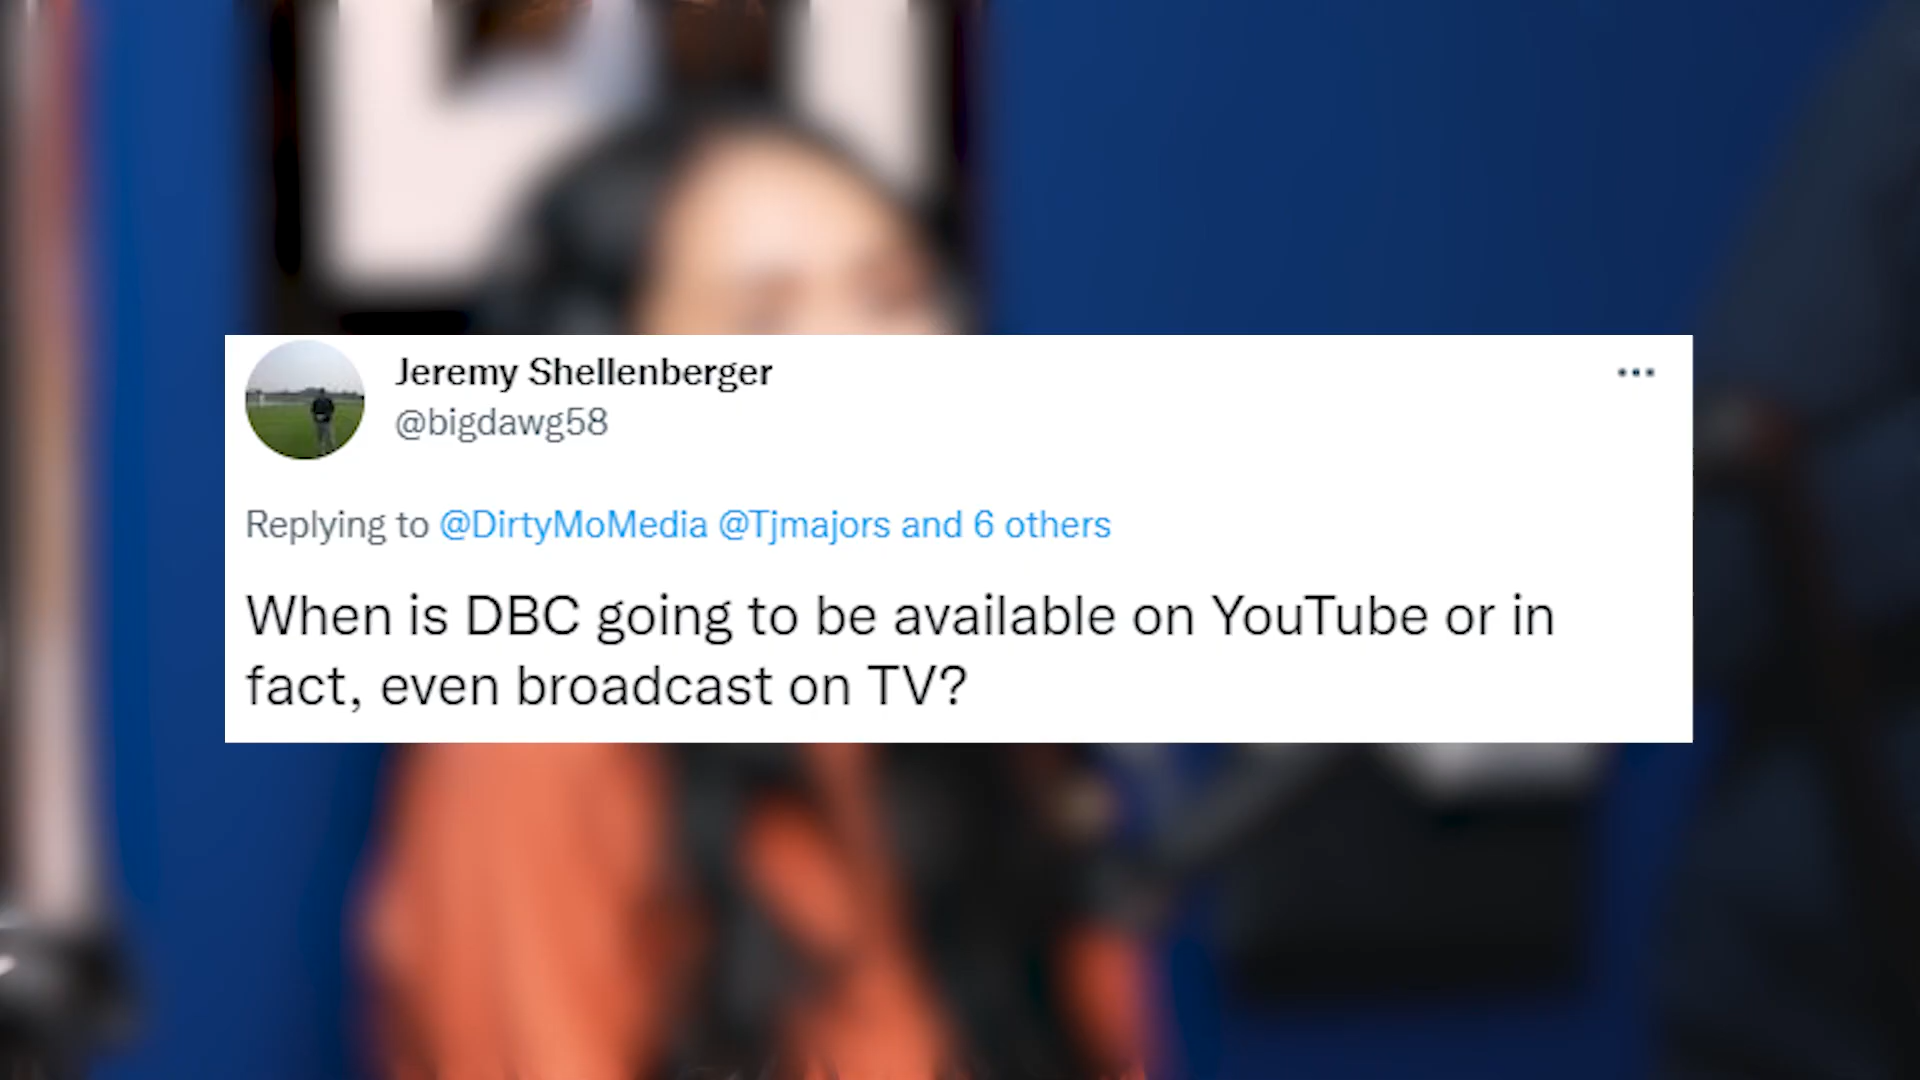 Jeremy Shellenberger
@bigdawg58
Replying to @DirtyMoMedia @Tjmajors and 6 others
When is DBC going to be available on YouTube or in
fact, even broadcast on TV?